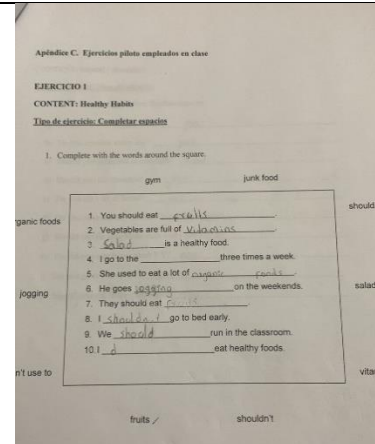 Apéndice C. Ejercicios piloto empleados en clase
EJERCICIO 1
CONTENT: Healthy Habits
Tipo de ejercicio: Completar espacios
1. Complete with the words around the square.
gym junk food
should
ganic foods
1. You should eat ____.
2. Vegetables are full of vitamins.
3. Salad is a healthy food.
4. I go to the ____ three times a week.
5. She used to eat a lot of organic foods.
6. He goes jogging on the weekends.
7. They should eat ____.
8. I shouldn't go to bed early.
9. We should run in the classroom.
10. I ____ eat healthy foods.
jogging
salad
n't use to
vita
fruits /
shouldn't